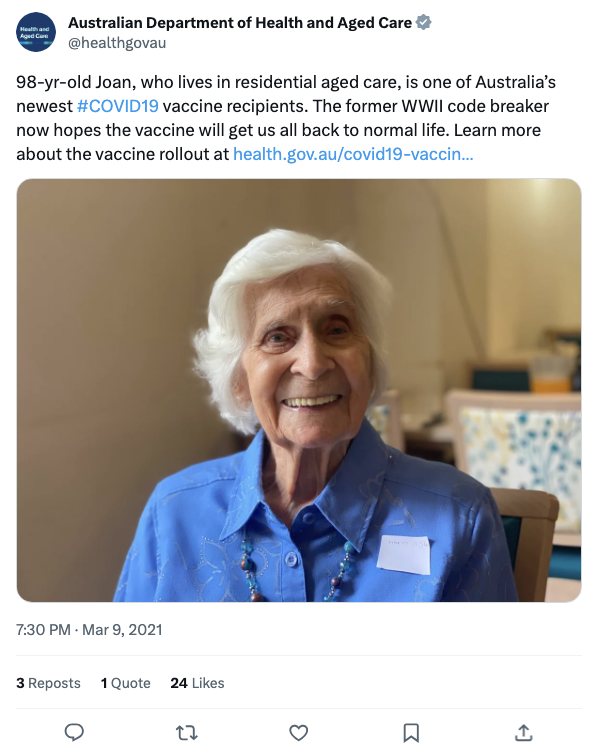 Health and
Aged Care
Australian Department of Health and Aged Care
@healthgovau
98-yr-old Joan, who lives in residential aged care, is one of Australia’s
newest #COVID19 vaccine recipients. The former WWII code breaker
now hopes the vaccine will get us all back to normal life. Learn more
about the vaccine rollout at health.gov.au/covid19-vaccin…
7:30 PM · Mar 9, 2021
3 Reposts 1 Quote 24 Likes